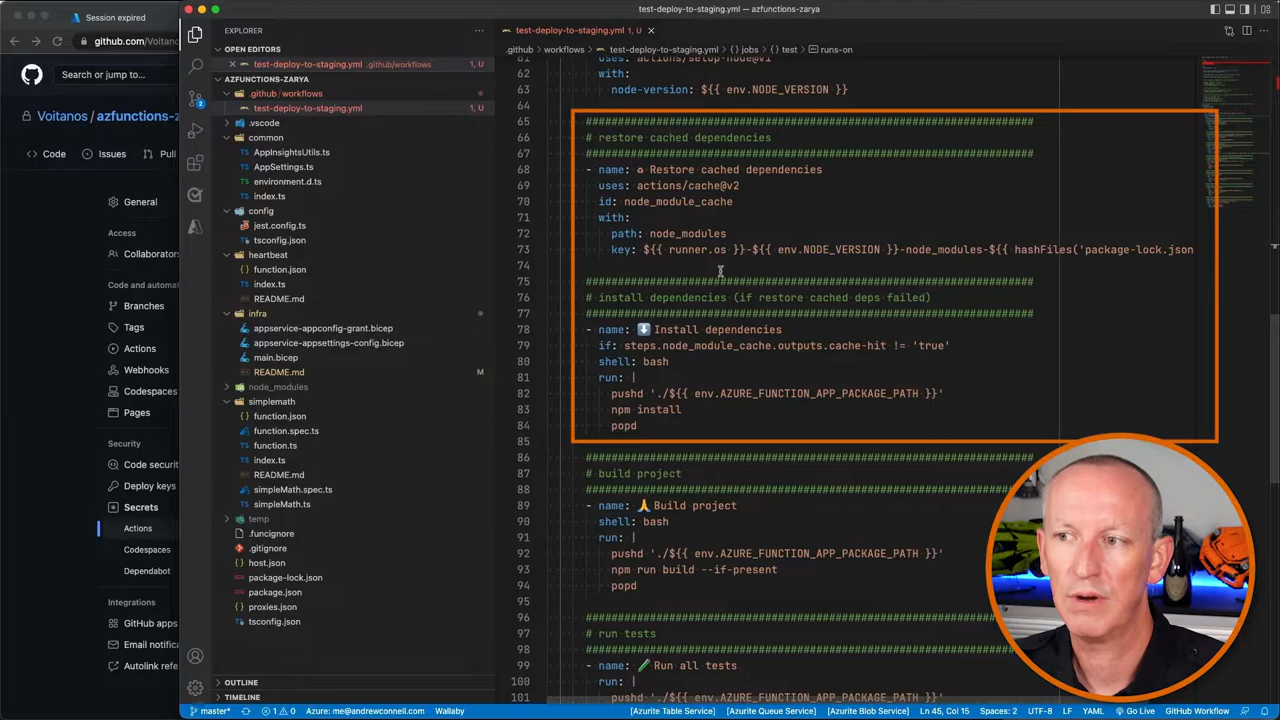 Session expired
test-deploy-to-staging.yml — azfunctions-zarya
github.com/Voitanos
Search or jump to...
Voitanos / azfunctions-z
Code
Issues
Pull
General
Collaborators
Branches
Tags
Actions
Webhooks
Codespaces
Pages
Security
Code securi
Deploy keys
Secrets
Actions
Codespaces
Dependabot
Integrations
GitHub apps
Email notificat
Autolink refer
EXPLORER
OPEN EDITORS
test-deploy-to-staging.yml .github/workflows 1, U
AZFUNCTIONS-ZARYA
.github / workflows
test-deploy-to-staging.yml 1, U
.vscode
common
AppInsightsUtils.ts
AppSettings.ts
environment.d.ts
index.ts
config
jest.config.ts
tsconfig.json
heartbeat
function.json
index.ts
README.md
infra
appservice-appconfig-grant.bicep
appservice-appsettings-config.bicep
main.bicep
README.md M
node_modules
simplemath
function.json
function.spec.ts
function.ts
index.ts
README.md
simpleMath.spec.ts
simpleMath.ts
temp
.funcignore
.gitignore
host.json
package-lock.json
package.json
proxies.json
tsconfig.json
OUTLINE
TIMELINE
2
test-deploy-to-staging.yml 1, U
.github > workflows > test-deploy-to-staging.yml > {} jobs > {} test > runs-on
61 uses: actions/setup-node@v1
62 with:
63 node-version: ${{ env.NODE_VERSION }}
64
65 ####################################################################################
66 # restore cached dependencies
67 ####################################################################################
68 - name: ♻ Restore cached dependencies
69 uses: actions/cache@v2
70 id: node_module_cache
71 with:
72 path: node_modules
73 key: ${{ runner.os }}-${{ env.NODE_VERSION }}-node_modules-${{ hashFiles('package-lock.json
74
75 ####################################################################################
76 # install dependencies (if restore cached deps failed)
77 ####################################################################################
78 - name: ⬇️ Install dependencies
79 if: steps.node_module_cache.outputs.cache-hit != 'true'
80 shell: bash
81 run: |
82 pushd './${{ env.AZURE_FUNCTION_APP_PACKAGE_PATH }}'
83 npm install
84 popd
85
86 ####################################################################################
87 # build project
88 ####################################################################################
89 - name: 🙏 Build project
90 shell: bash
91 run: |
92 pushd './${{ env.AZURE_FUNCTION_APP_PACKAGE_PATH }}'
93 npm run build --if-present
94 popd
95
96 ####################################################################################
97 # run tests
98 ####################################################################################
99 - name: 🧪 Run all tests
100 run: |
101 pushd './${{ env.AZURE_FUNCTION_APP_PACKAGE_PATH }}'
master* 1 0 Azure: me@andrewconnell.com Wallaby [Azurite Table Service] [Azurite Queue Service] [Azurite Blob Service] Ln 45, Col 15 Spaces: 2 UTF-8 LF YAML Go Live GitHub Workflow